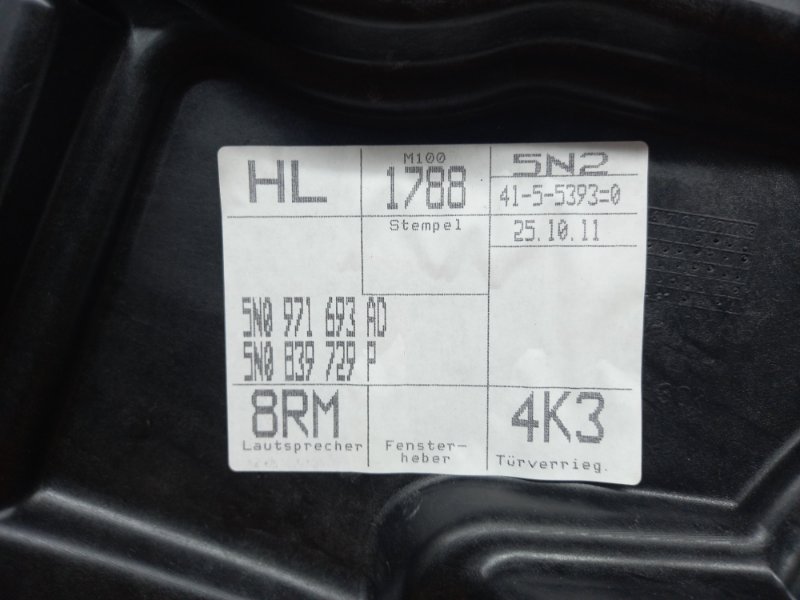 HL
M100
1788
Stempel
5N2
41-5-5393=0
25.10.11
5N0 971 693 AD
5N0 839 729 P
8RM
Lautsprecher
Fenster-
heber
4K3
Türverrieg.